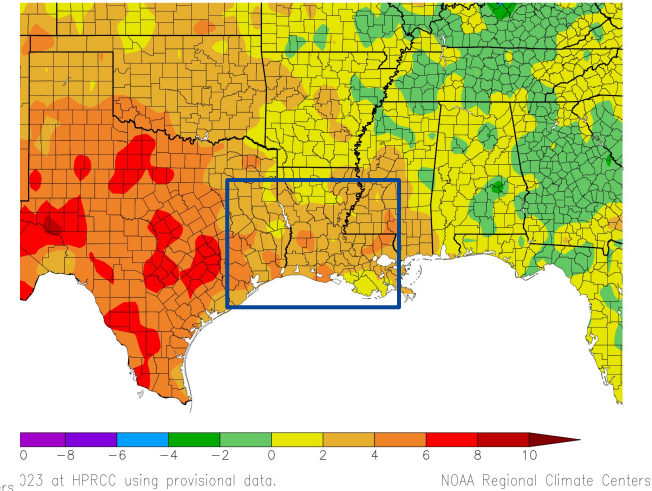 0 -8 -6 -4 -2 0 2 4 6 8 10
ers 023 at HPRCC using provisional data. NOAA Regional Climate Centers